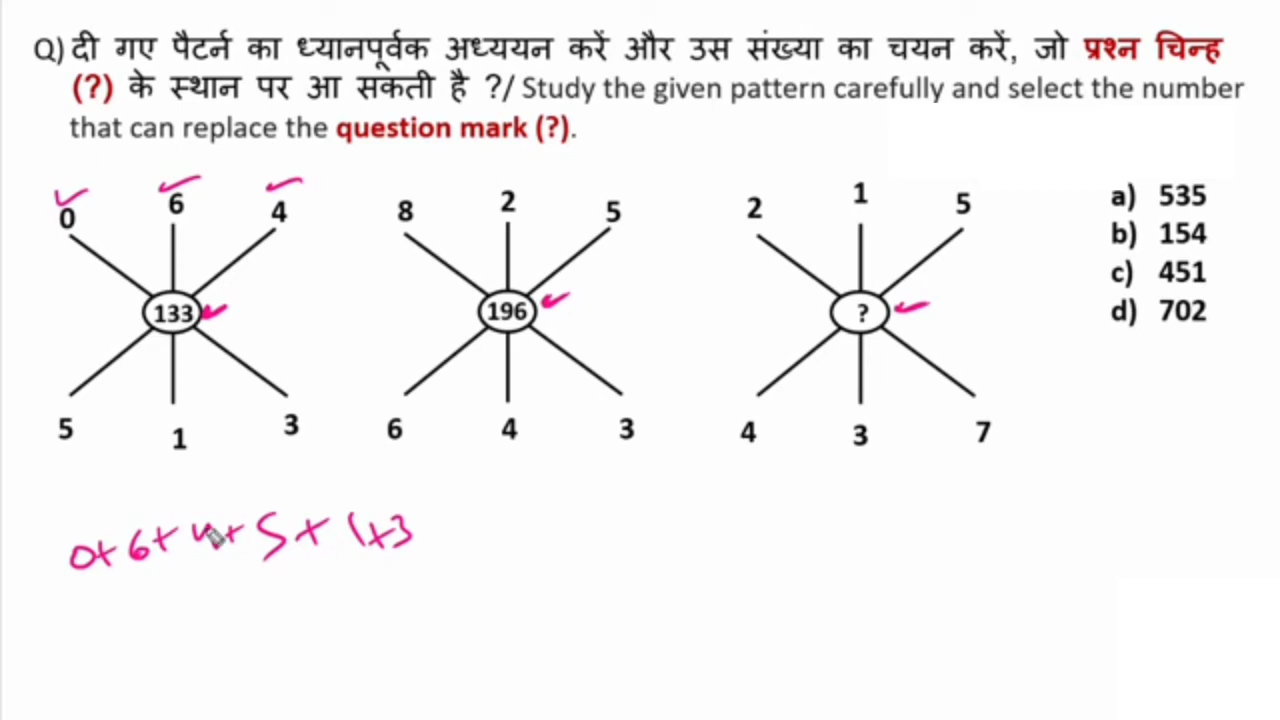 Q) दी गए पैटर्न का ध्यानपूर्वक अध्ययन करें और उस संख्या का चयन करें, जो प्रश्न चिन्ह
(?) के स्थान पर आ सकती है ?/ Study the given pattern carefully and select the number
that can replace the question mark (?).
0 6 4 8 2 5 2 1 5
133 196 ?
5 1 3 6 4 3 4 3 7
a) 535
b) 154
c) 451
d) 702
0+ 6+ 4+ 5+ 1+3